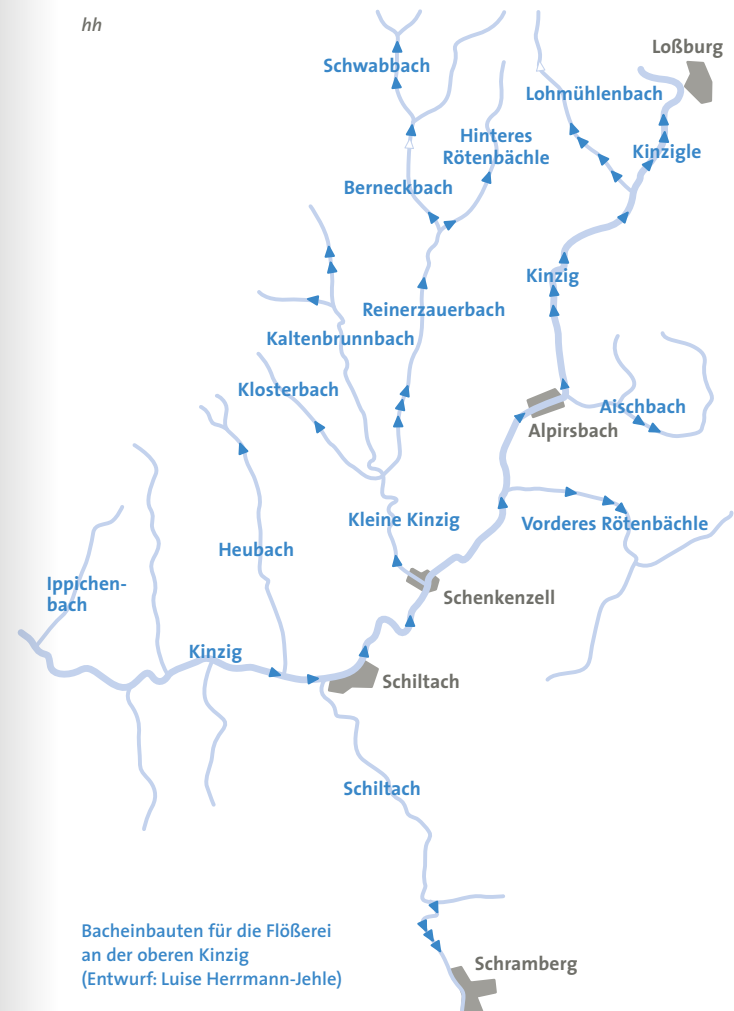 hh
Loßburg
Schwabbach
Lohmühlenbach
Hinteres
Rötenbächle
Kinzigle
Berneckbach
Kinzig
Reinerzauerbach
Kaltenbrunnbach
Klosterbach
Aischbach
Alpirsbach
Kleine Kinzig
Vorderes Rötenbächle
Heubach
Ippichen-
bach
Schenkenzell
Kinzig
Schiltach
Schiltach
Bacheinbauten für die Flößerei
an der oberen Kinzig
(Entwurf: Luise Herrmann-Jehle)
Schramberg